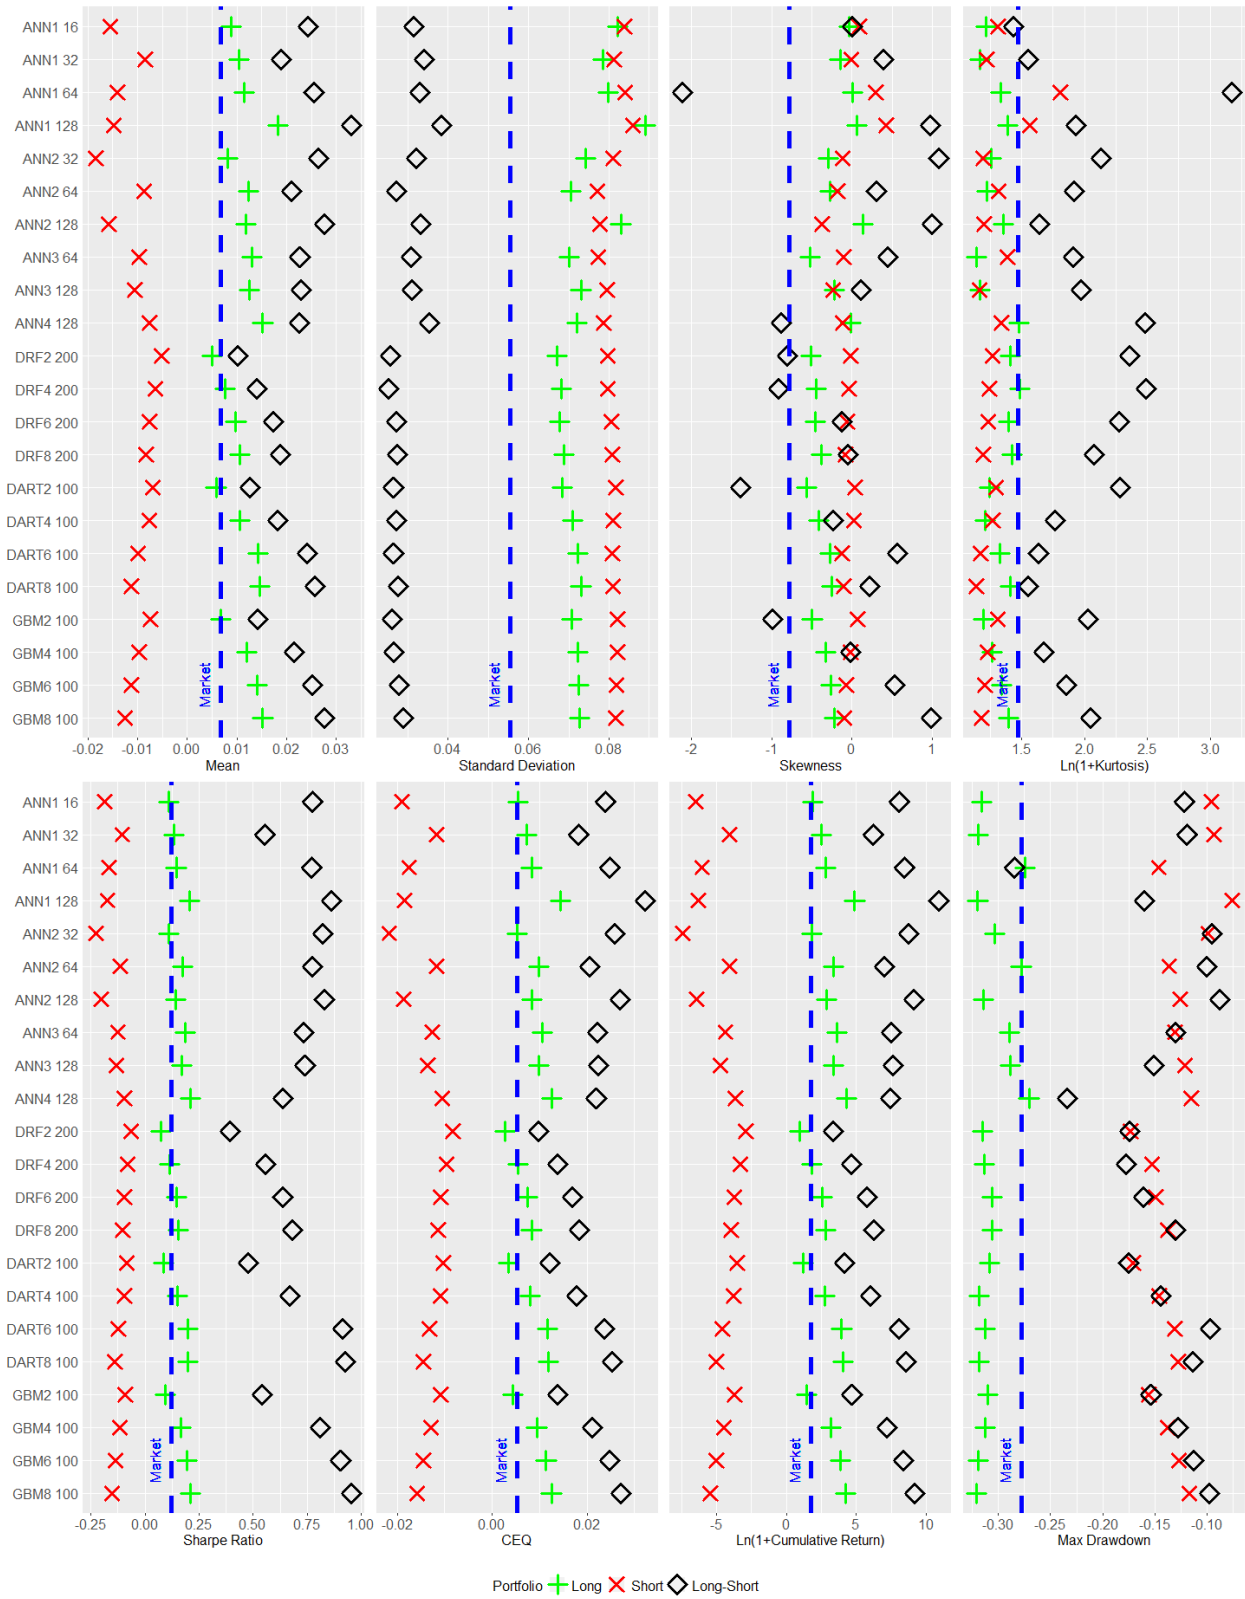 ANN1 16
ANN1 32
ANN1 64
ANN1 128
ANN2 32
ANN2 64
ANN2 128
ANN3 64
ANN3 128
ANN4 128
DRF2 200
DRF4 200
DRF6 200
DRF8 200
DART2 100
DART4 100
DART6 100
DART8 100
GBM2 100
GBM4 100
GBM6 100
GBM8 100
Market
Market
Market
Market
-0.02 -0.01 0.00 0.01 0.02 0.03
0.04 0.06 0.08
-2 -1 0 1
1.5 2.0 2.5 3.0
Mean
Standard Deviation
Skewness
Ln(1+Kurtosis)
ANN1 16
ANN1 32
ANN1 64
ANN1 128
ANN2 32
ANN2 64
ANN2 128
ANN3 64
ANN3 128
ANN4 128
DRF2 200
DRF4 200
DRF6 200
DRF8 200
DART2 100
DART4 100
DART6 100
DART8 100
GBM2 100
GBM4 100
GBM6 100
GBM8 100
Market
Market
Market
Market
-0.25 0.00 0.25 0.50 0.75 1.00
-0.02 0.00 0.02
-5 0 5 10
-0.30 -0.25 -0.20 -0.15 -0.10
Sharpe Ratio
CEQ
Ln(1+Cumulative Return)
Max Drawdown
Portfolio Long Short Long-Short